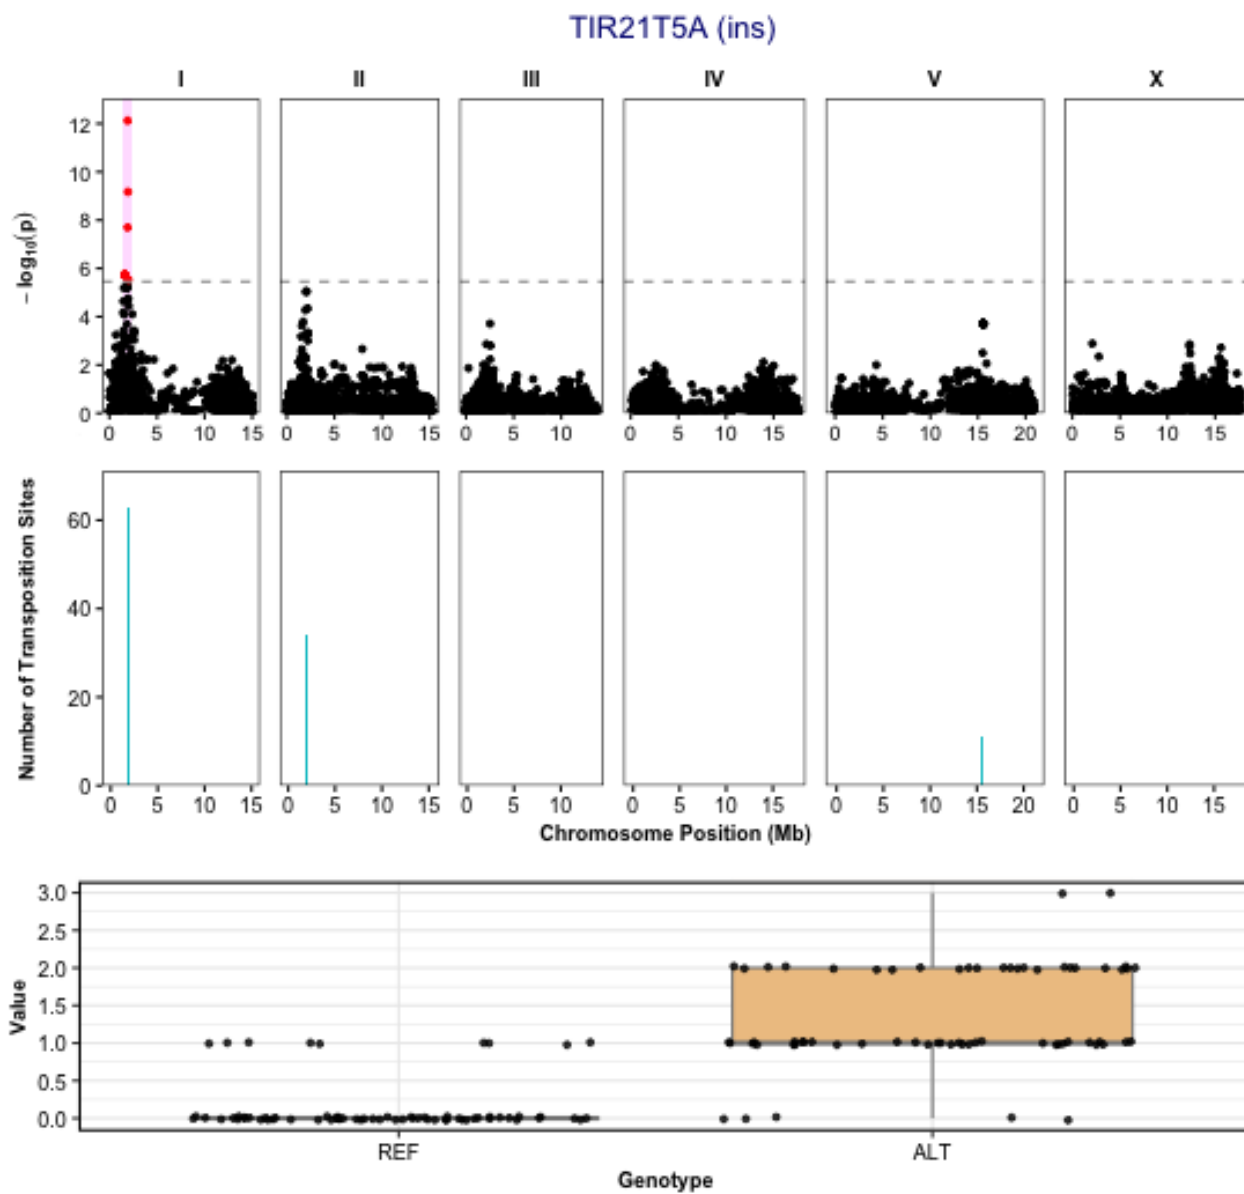 TIR21T5A (ins)
I II III IV V X
− log₁₀(p)
12
10
8
6
4
2
0
0 5 10 15 0 5 10 15 0 5 10 0 5 10 15 0 5 10 15 20 0 5 10 15
Number of Transposition Sites
60
40
20
0
0 5 10 15 0 5 10 15 0 5 10 0 5 10 15 0 5 10 15 20 0 5 10 15
Chromosome Position (Mb)
Value
3.0
2.5
2.0
1.5
1.0
0.5
0.0
REF ALT
Genotype